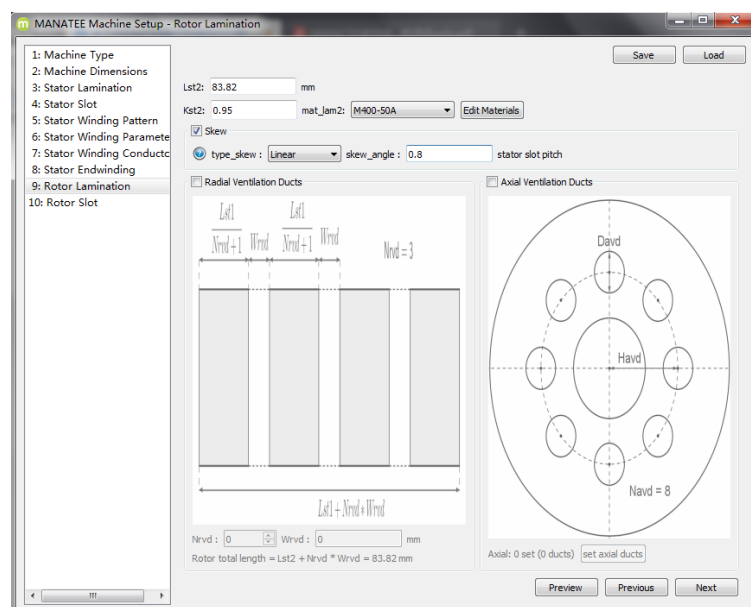 m MANATEE Machine Setup - Rotor Lamination
1: Machine Type
2: Machine Dimensions
3: Stator Lamination
4: Stator Slot
5: Stator Winding Pattern
6: Stator Winding Paramete
7: Stator Winding Conductc
8: Stator Endwinding
9: Rotor Lamination
10: Rotor Slot
Save Load
Lst2: 83.82 mm
Kst2: 0.95 mat_lam2: M400-50A Edit Materials
Skew
type_skew : Linear skew_angle : 0.8 stator slot pitch
Radial Ventilation Ducts
Lst1 Lst1
Nrvd+1 Wrvd Nrvd+1 Wrvd Nrvd = 3
Lst1+Nrvd*Wrvd
Nrvd : 0 Wrvd : 0 mm
Rotor total length = Lst2 + Nrvd * Wrvd = 83.82 mm
Axial Ventilation Ducts
Davd
Havd
Navd = 8
Axial: 0 set (0 ducts) set axial ducts
Preview Previous Next